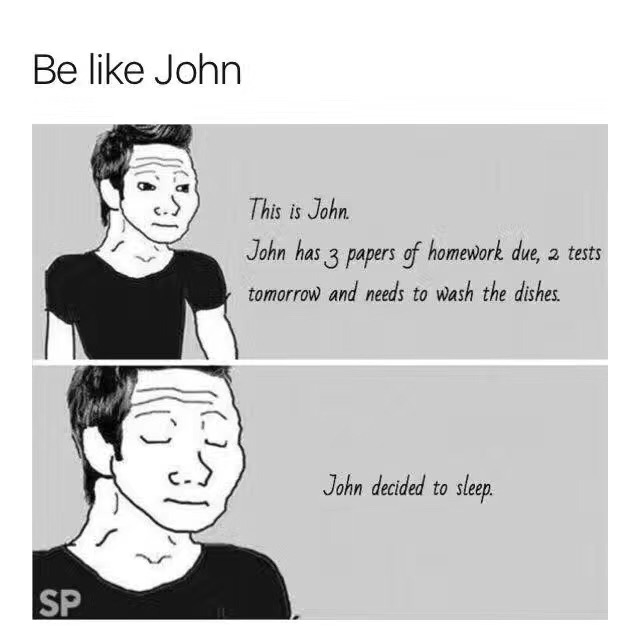 Be like John
This is John.
John has 3 papers of homework due, 2 tests
tomorrow and needs to wash the dishes.
John decided to sleep.
SP